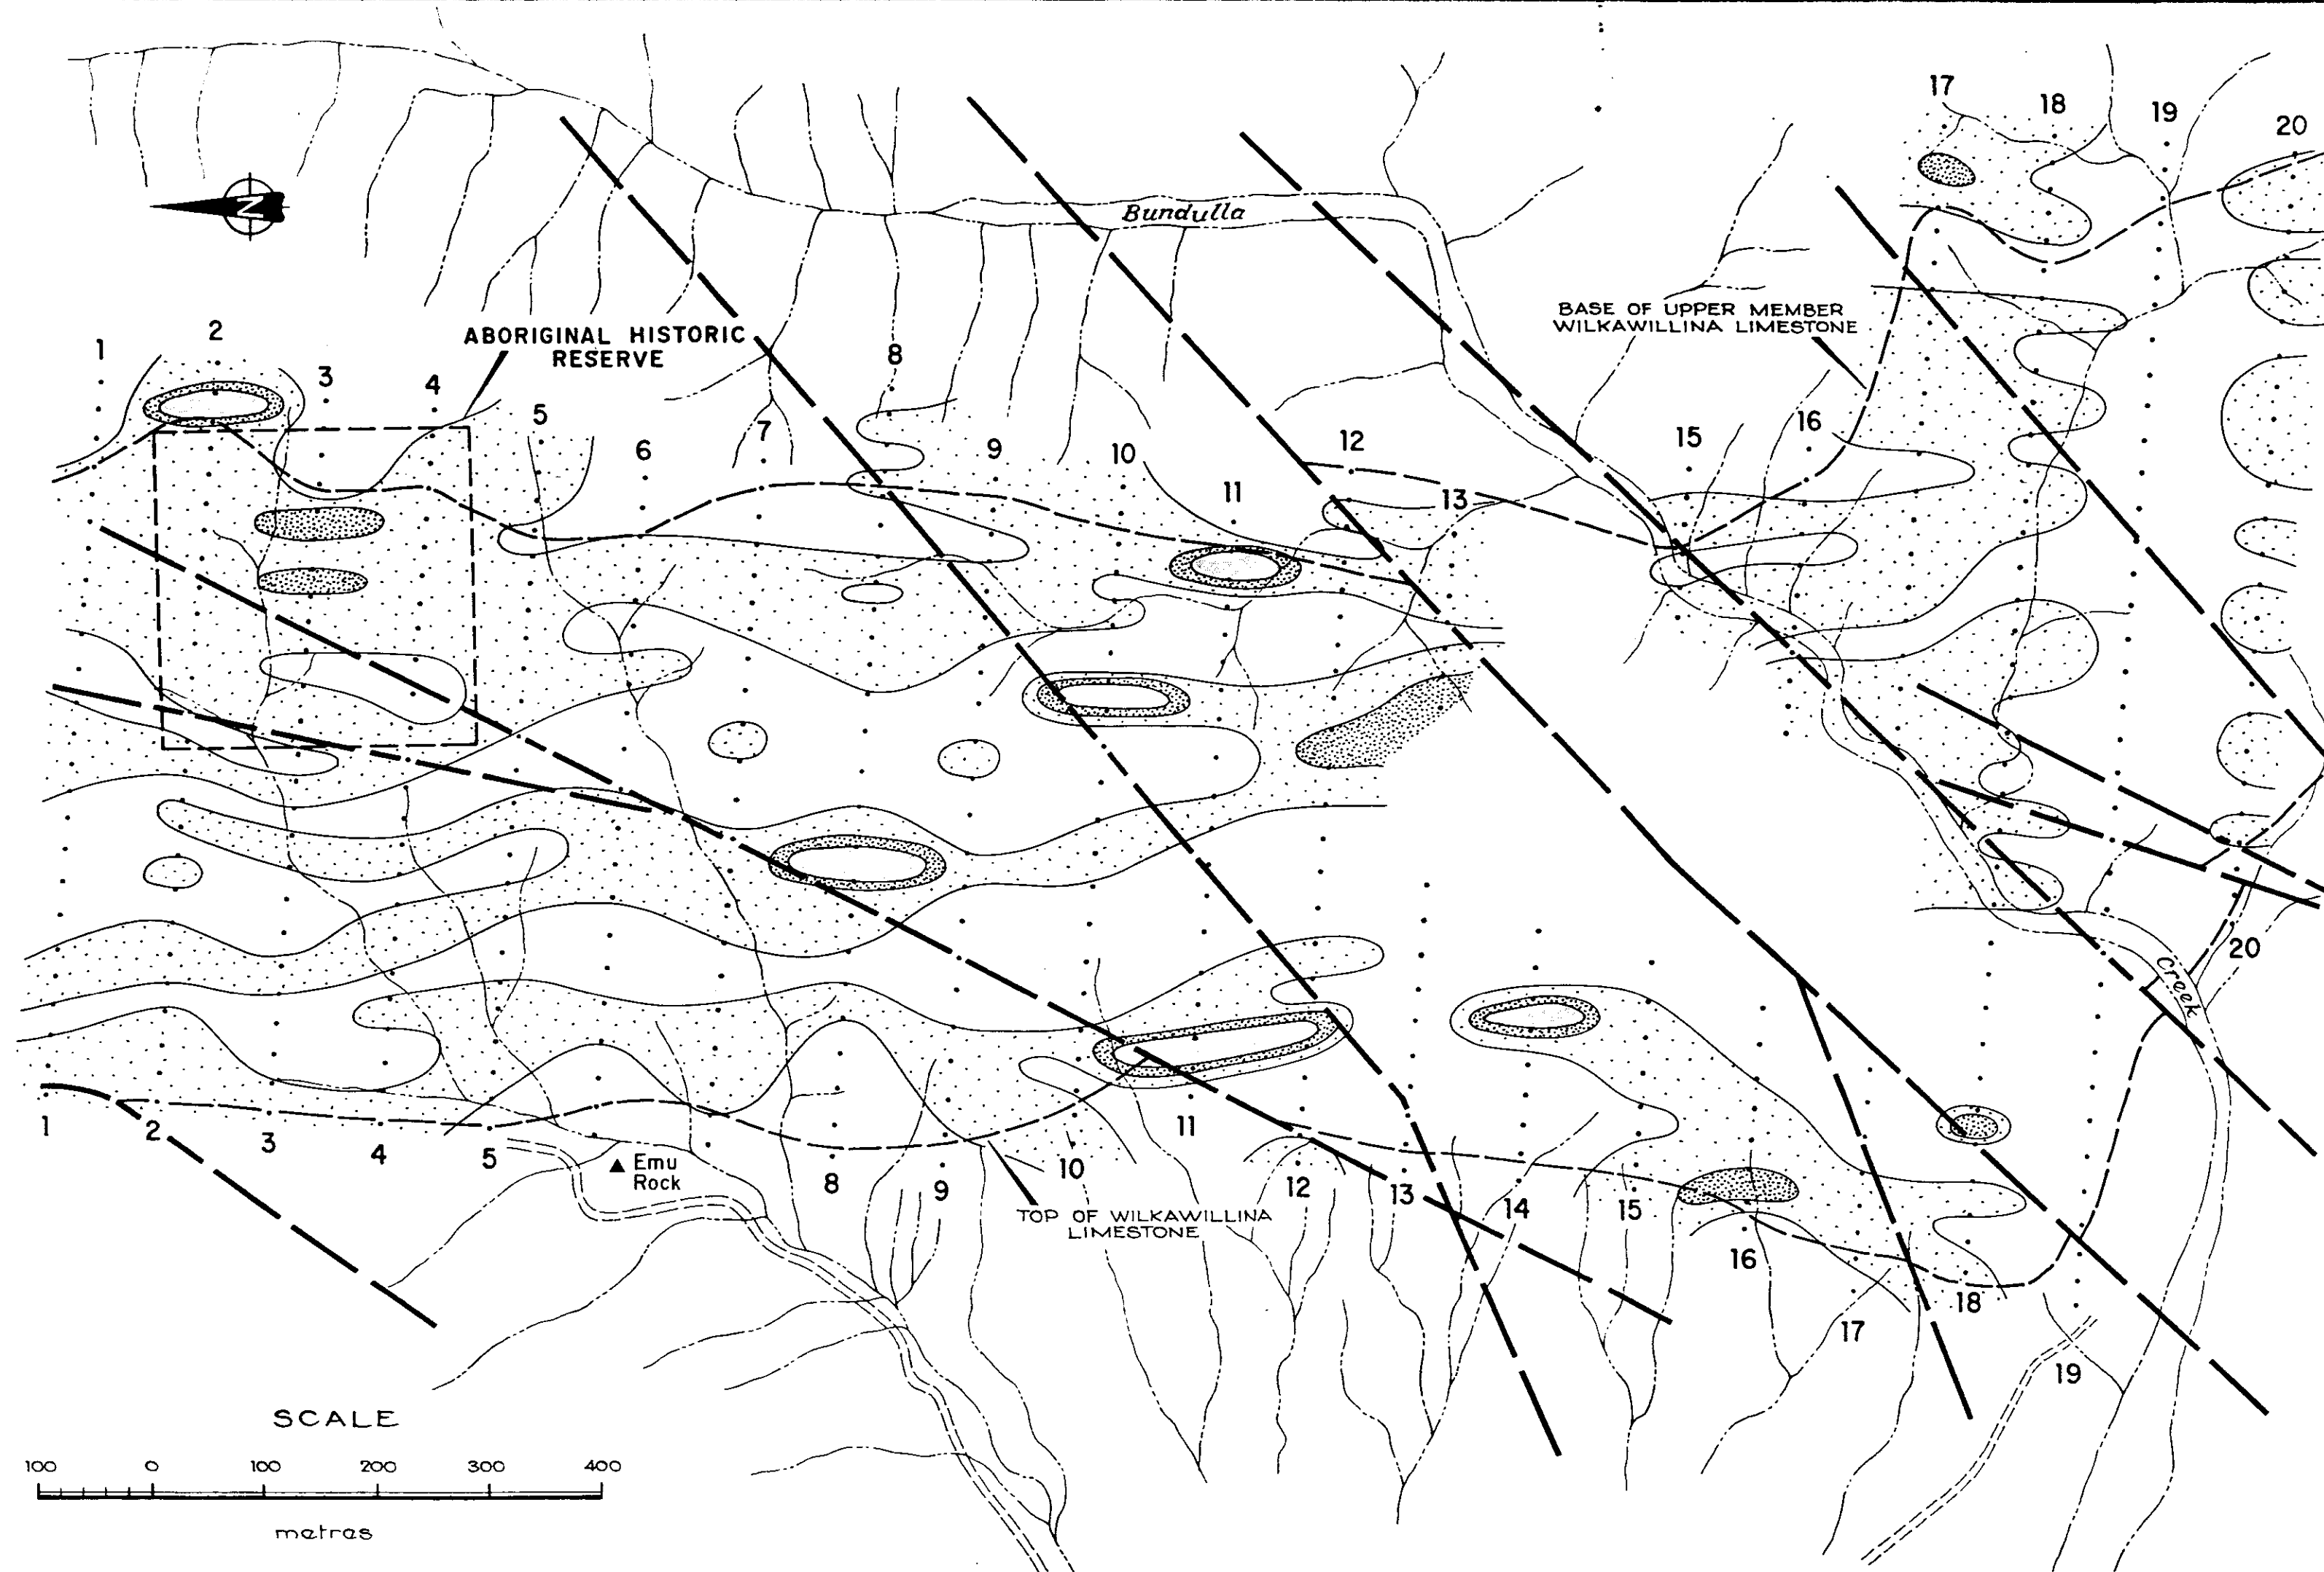 17
18
19
20
Bundulla
N
BASE OF UPPER MEMBER
WILKAWILLINA LIMESTONE
ABORIGINAL HISTORIC
RESERVE
1
2
3
4
5
6
7
8
9
10
11
12
13
15
16
Creek
20
1
2
3
4
5
Emu
Rock
8
9
10
11
12
13
14
15
16
17
18
19
TOP OF WILKAWILLINA
LIMESTONE
SCALE
100 0 100 200 300 400
metres